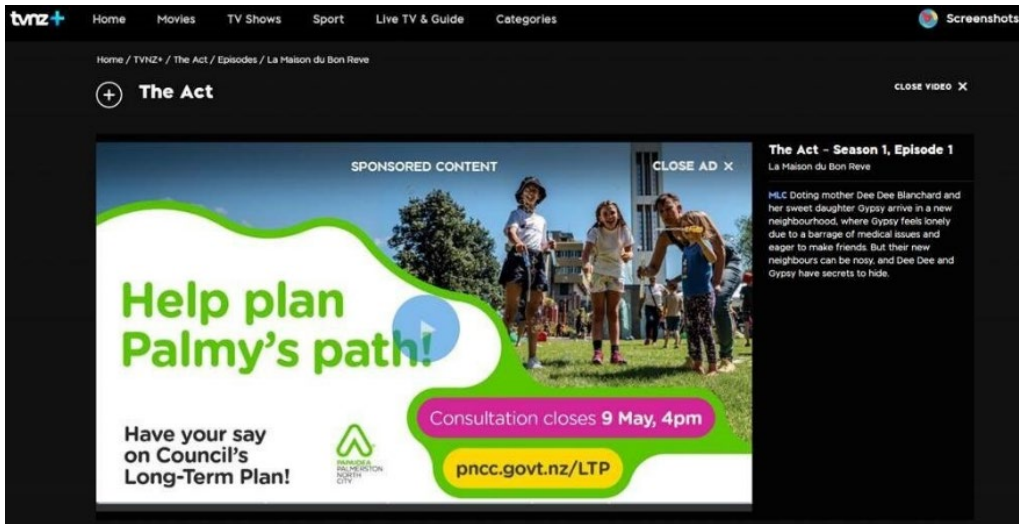 tvnz+ Home Movies TV Shows Sport Live TV & Guide Categories Screenshots
Home / TVNZ+ / The Act / Episodes / La Maison du Bon Reve
The Act
CLOSE VIDEO X
SPONSORED CONTENT
CLOSE AD X
Help plan
Palmy's path!
Have your say
on Council's
Long-Term Plan!
PAPAIOEA
PALMERSTON
NORTH
CITY
Consultation closes 9 May, 4pm
pncc.govt.nz/LTP
The Act - Season 1, Episode 1
La Maison du Bon Reve
MLC Doting mother Dee Dee Blanchard and
her sweet daughter Gypsy arrive in a new
neighbourhood, where Gypsy feels lonely
due to a barrage of medical issues and
eager to make friends. But their new
neighbours can be nosy, and Dee Dee and
Gypsy have secrets to hide.